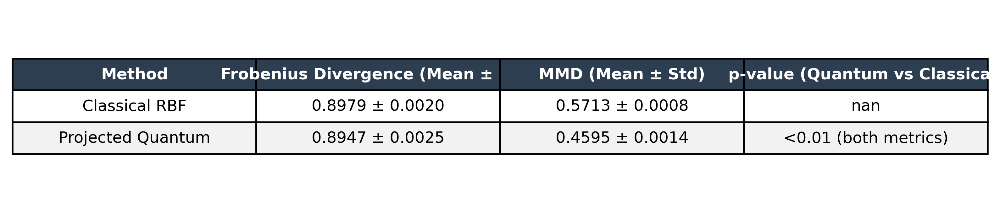 Method Frobenius Divergence (Mean ± MMD (Mean ± Std) p-value (Quantum vs Classica
Classical RBF 0.8979 ± 0.0020 0.5713 ± 0.0008 nan
Projected Quantum 0.8947 ± 0.0025 0.4595 ± 0.0014 <0.01 (both metrics)